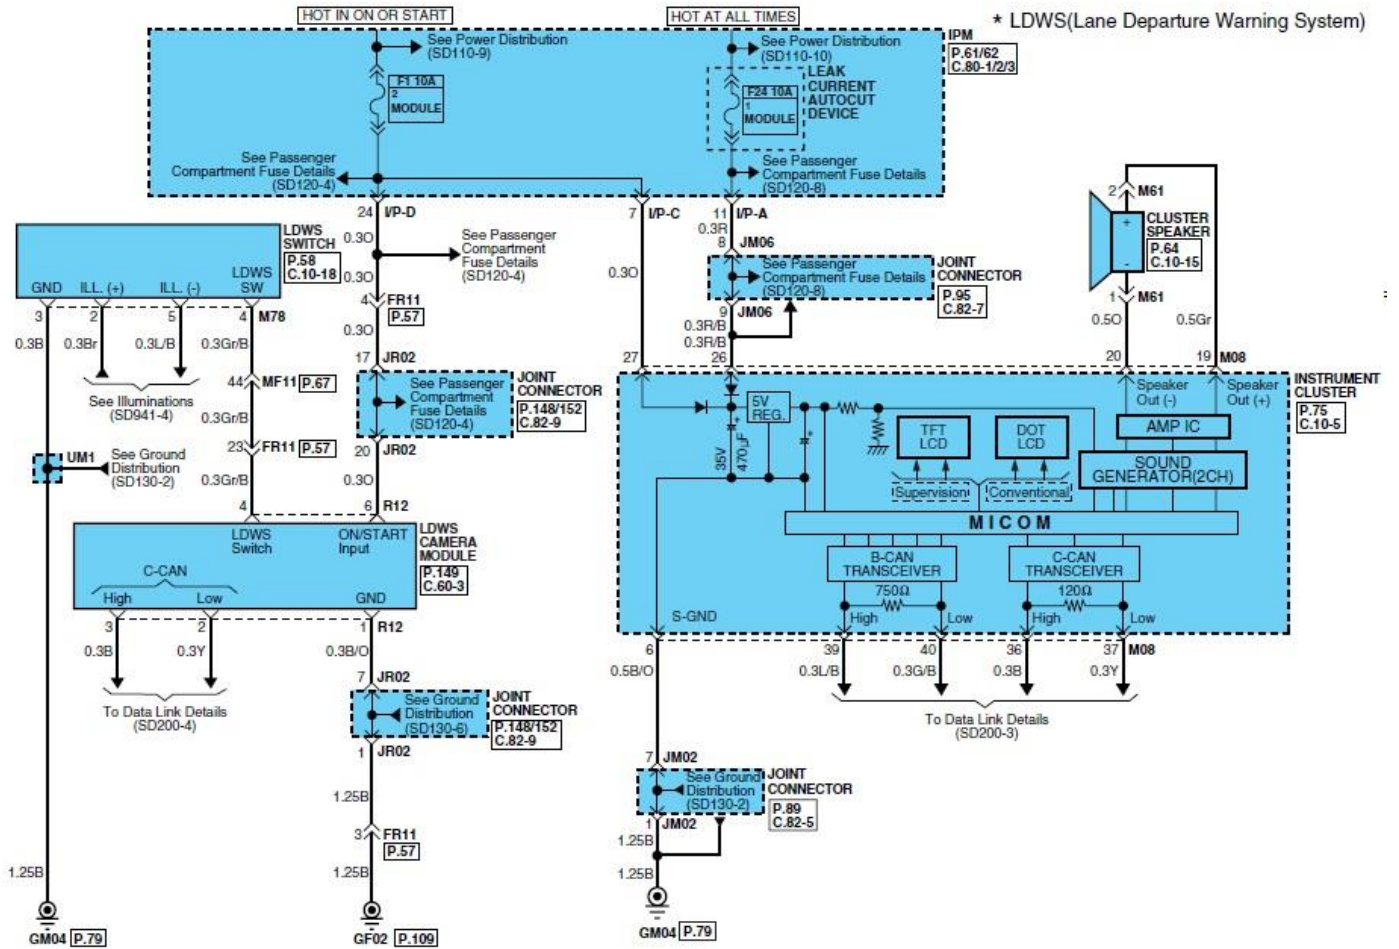 HOT IN ON OR START
HOT AT ALL TIMES
* LDWS(Lane Departure Warning System)
IPM
P.61/62
C.80-1/2/3
See Power Distribution
(SD110-9)
F1 10A
2
MODULE
See Power Distribution
(SD110-10)
LEAK
CURRENT
AUTOCUT
DEVICE
F24 10A
1
MODULE
See Passenger
Compartment Fuse Details
(SD120-4)
See Passenger
Compartment Fuse Details
(SD120-8)
24 I/P-D
7 I/P-C
11 I/P-A
0.3O
0.3R
8 JM06
See Passenger
Compartment
Fuse Details
(SD120-4)
0.3O
0.3O
See Passenger
Compartment Fuse Details
(SD120-8)
JOINT
CONNECTOR
P.95
C.82-7
9 JM06
0.3R/B
0.3R/B
2 M61
CLUSTER
SPEAKER
P.64
C.10-15
+
-
1 M61
0.5O
0.5Gr
LDWS
SWITCH
P.58
C.10-18
LDWS
SW
GND
ILL. (+)
ILL. (-)
3
2
5
4 M78
0.3B
0.3Br
0.3L/B
0.3Gr/B
See Illuminations
(SD941-4)
44 MF11 P.67
0.3Gr/B
23 FR11 P.57
0.3Gr/B
4 FR11
P.57
0.3O
17 JR02
See Passenger
Compartment
Fuse Details
(SD120-4)
JOINT
CONNECTOR
P.148/152
C.82-9
20 JR02
0.3O
UM1
See Ground
Distribution
(SD130-2)
4
6 R12
LDWS
Switch
ON/START
Input
LDWS
CAMERA
MODULE
P.149
C.60-3
C-CAN
High
Low
GND
3
2
1 R12
0.3B
0.3Y
0.3B/O
To Data Link Details
(SD200-4)
7 JR02
See Ground
Distribution
(SD130-6)
JOINT
CONNECTOR
P.148/152
C.82-9
1 JR02
1.25B
3 FR11
P.57
1.25B
1.25B
GM04 P.79
GF02 P.109
27
26
20
19 M08
INSTRUMENT
CLUSTER
P.75
C.10-5
Speaker
Out (-)
Speaker
Out (+)
5V
REG.
35V
470μF
+
+
TFT
LCD
DOT
LCD
AMP IC
SOUND
GENERATOR(2CH)
Supervision
Conventional
MICOM
B-CAN
TRANSCEIVER
C-CAN
TRANSCEIVER
750Ω
120Ω
S-GND
High
Low
High
Low
6
39
40
36
37 M08
0.5B/O
0.3L/B
0.3G/B
0.3B
0.3Y
To Data Link Details
(SD200-3)
7 JM02
See Ground
Distribution
(SD130-2)
JOINT
CONNECTOR
P.89
C.82-5
1 JM02
1.25B
1.25B
GM04 P.79